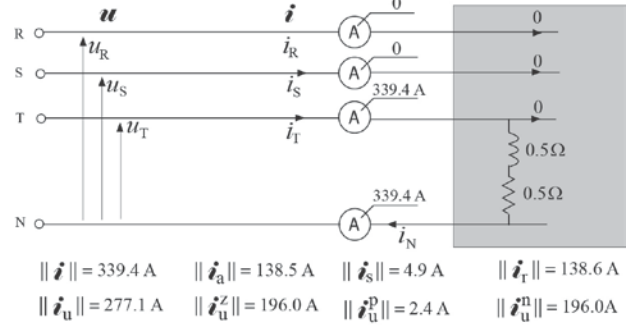 u i 0
R i_R A 0
u_R 0
S i_S A 0
u_S 339.4 A
T i_T A 0
u_T
0.5Ω
339.4 A 0.5Ω
N i_N A
|| i || = 339.4 A || i_a || = 138.5 A || i_s || = 4.9 A || i_r || = 138.6 A
|| i_u || = 277.1 A || i_u^z || = 196.0 A || i_u^p || = 2.4 A || i_u^n || = 196.0A